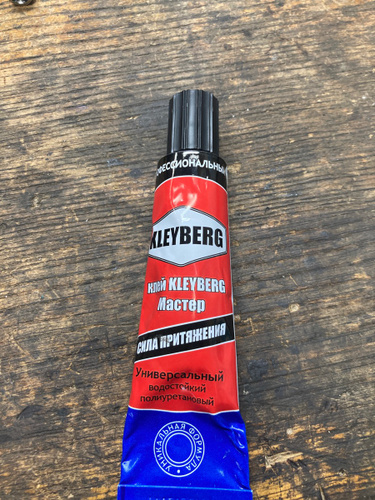 ПРОФЕССИОНАЛЬНЫЙ
KLEYBERG
Клей KLEYBERG
Мастер
СИЛА ПРИТЯЖЕНИЯ
Универсальный
водостойкий
полиуретановый
УНИКАЛЬНАЯ ФОРМУЛА